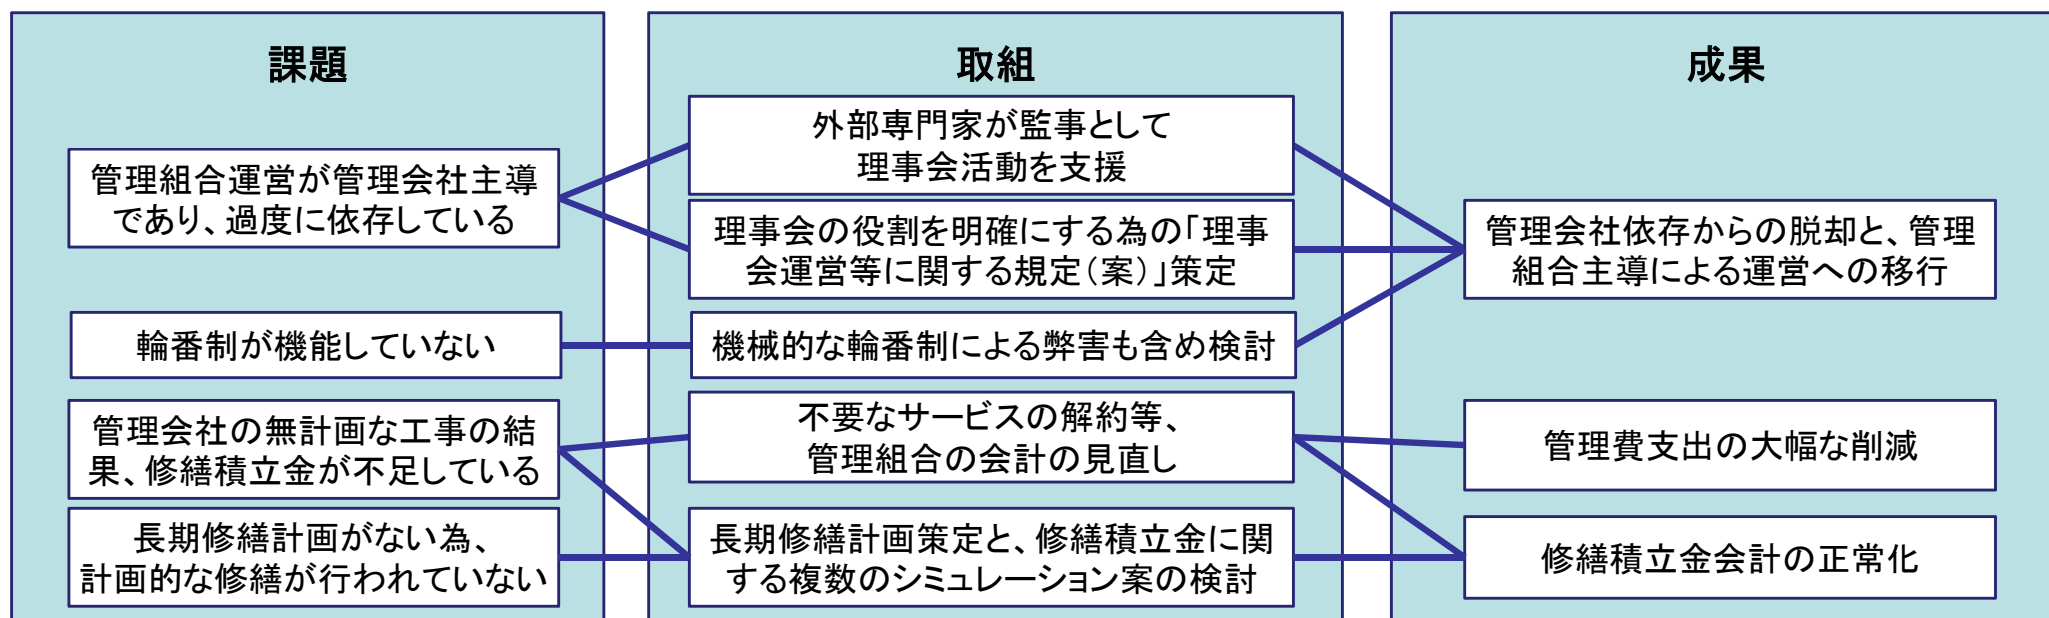 課題
管理組合運営が管理会社主導
であり、過度に依存している
輪番制が機能していない
管理会社の無計画な工事の結
果、修繕積立金が不足している
長期修繕計画がない為、
計画的な修繕が行われていない
取組
外部専門家が監事として
理事会活動を支援
理事会の役割を明確にする為の「理事
会運営等に関する規定（案）」策定
機械的な輪番制による弊害も含め検討
不要なサービスの解約等、
管理組合の会計の見直し
長期修繕計画策定と、修繕積立金に関
する複数のシミュレーション案の検討
成果
管理会社依存からの脱却と、管理
組合主導による運営への移行
管理費支出の大幅な削減
修繕積立金会計の正常化